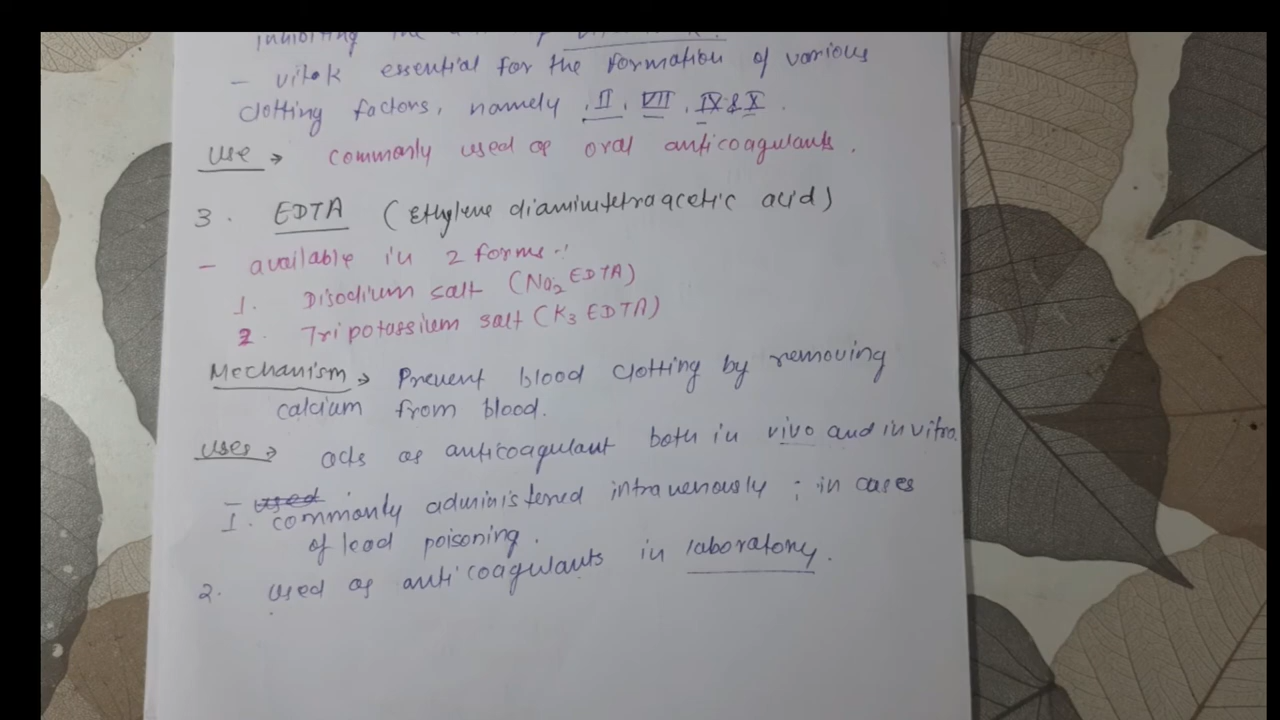 inhibiting the
- vit.k essential for the formation of various
clotting factors, namely, II, VII, IX & X.
Use → commonly used as oral anticoagulants.
3. EDTA (Ethylene diaminetetraacetic acid)
- available in 2 forms:
1. Disodium salt (Na2 EDTA)
2. Tripotassium salt (K3 EDTA)
Mechanism → Prevent blood clotting by removing
calcium from blood.
Uses → acts as anticoagulant both in vivo and in vitro.
- used
1. commonly administered intravenously; in cases
of lead poisoning.
2. used as anticoagulants in laboratory.